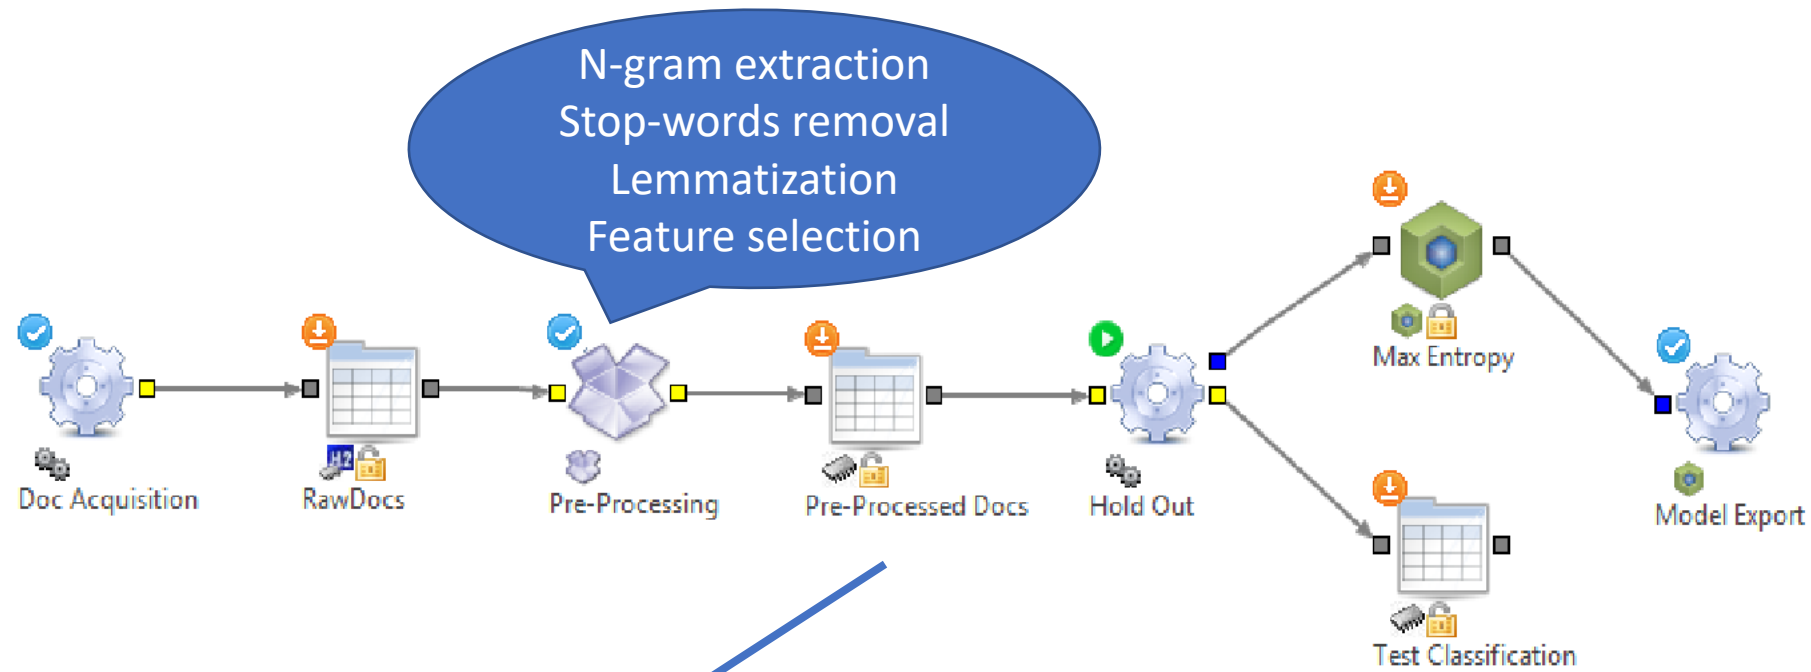 N-gram extraction
Stop-words removal
Lemmatization
Feature selection
Max Entropy
H2
Doc Acquisition
RawDocs
Pre-Processing
Pre-Processed Docs
Hold Out
Model Export
Test Classification